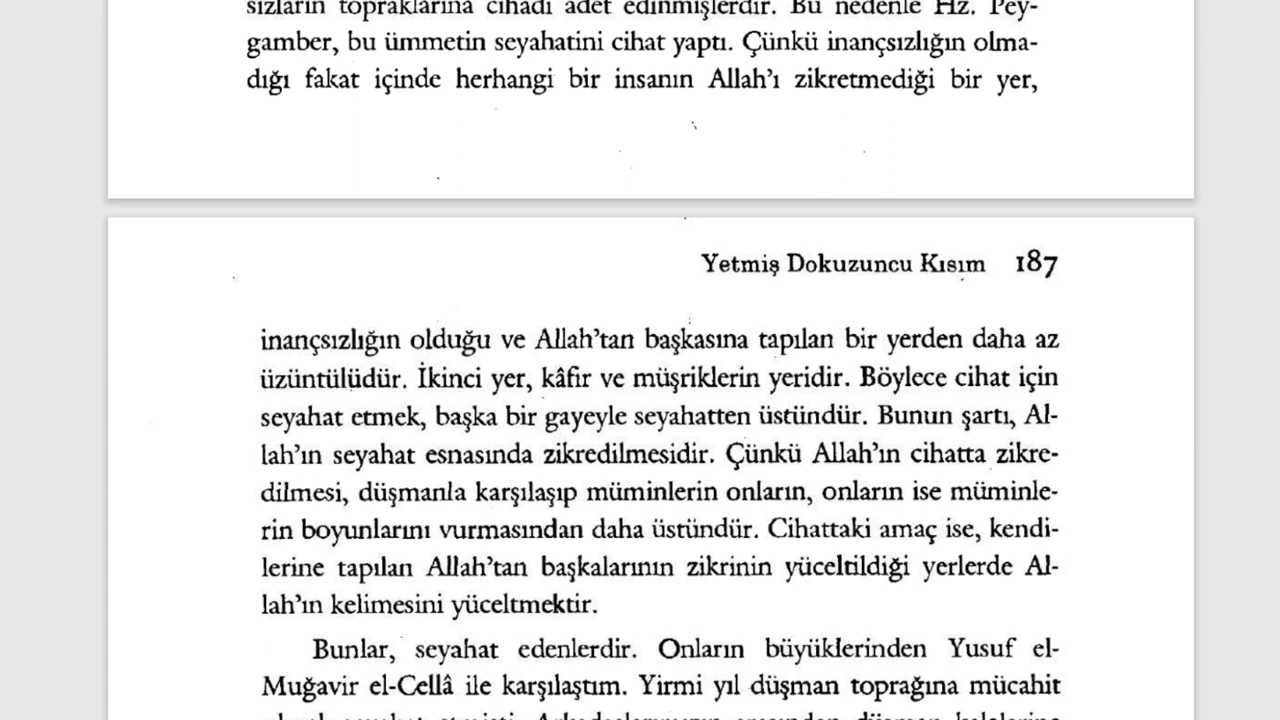 sızların topraklarına cihadı adet edinmişlerdir. Bu nedenle Hz. Pey-
gamber, bu ümmetin seyahatini cihat yaptı. Çünkü inançsızlığın olma-
dığı fakat içinde herhangi bir insanın Allah’ı zikretmediği bir yer,
Yetmiş Dokuzuncu Kısım 187
inançsızlığın olduğu ve Allah’tan başkasına tapılan bir yerden daha az
üzüntülüdür. İkinci yer, kâfir ve müşriklerin yeridir. Böylece cihat için
seyahat etmek, başka bir gayeyle seyahatten üstündür. Bunun şartı, Al-
lah’ın seyahat esnasında zikredilmesidir. Çünkü Allah’ın cihatta zikre-
dilmesi, düşmanla karşılaşıp müminlerin onların, onların ise müminle-
rin boyunlarını vurmasından daha üstündür. Cihattaki amaç ise, kendi-
lerine tapılan Allah’tan başkalarının zikrinin yüceltildiği yerlerde Al-
lah’ın kelimesini yüceltmektir.
Bunlar, seyahat edenlerdir. Onların büyüklerinden Yusuf el-
Muğavir el-Cellâ ile karşılaştım. Yirmi yıl düşman toprağına mücahit